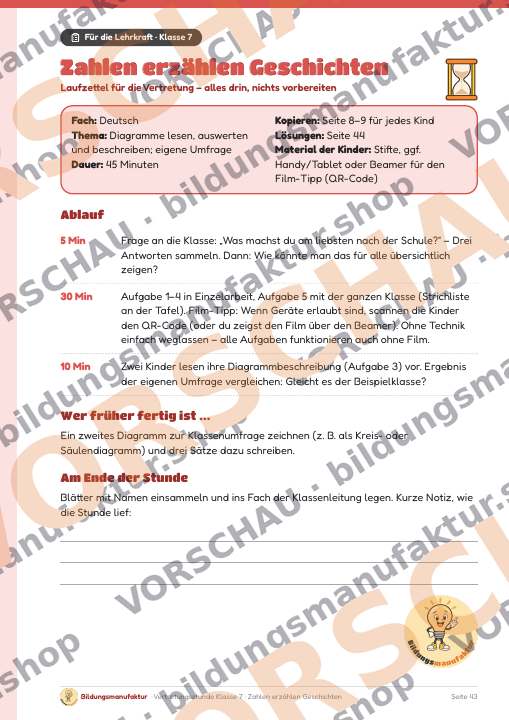 Für die Lehrkraft · Klasse 7
Zahlen erzählen Geschichten
Laufzettel für die Vertretung – alles drin, nichts vorbereiten
Fach: Deutsch
Thema: Diagramme lesen, auswerten
und beschreiben; eigene Umfrage
Dauer: 45 Minuten
Kopieren: Seite 8–9 für jedes Kind
Lösungen: Seite 44
Material der Kinder: Stifte, ggf.
Handy/Tablet oder Beamer für den
Film-Tipp (QR-Code)
Ablauf
5 Min Frage an die Klasse: „Was machst du am liebsten nach der Schule?“ – Drei
Antworten sammeln. Dann: Wie könnte man das für alle übersichtlich
zeigen?
30 Min Aufgabe 1–4 in Einzelarbeit, Aufgabe 5 mit der ganzen Klasse (Strichliste
an der Tafel). Film-Tipp: Wenn Geräte erlaubt sind, scannen die Kinder
den QR-Code (oder du zeigst den Film über den Beamer). Ohne Technik
einfach weglassen – alle Aufgaben funktionieren auch ohne Film.
10 Min Zwei Kinder lesen ihre Diagrammbeschreibung (Aufgabe 3) vor. Ergebnis
der eigenen Umfrage vergleichen: Gleicht es der Beispielklasse?
Wer früher fertig ist …
Ein zweites Diagramm zur Klassenumfrage zeichnen (z. B. als Kreis- oder
Säulendiagramm) und drei Sätze dazu schreiben.
Am Ende der Stunde
Blätter mit Namen einsammeln und ins Fach der Klassenleitung legen. Kurze Notiz, wie
die Stunde lief:
Bildungsmanufaktur
Bildungsmanufaktur · Vertretungsstunde Klasse 7 · Zahlen erzählen Geschichten
Seite 43
VORSCHAU · bildungsmanufaktur.shop
VORSCHAU